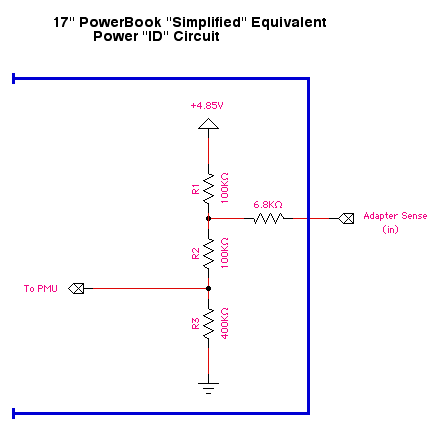 17" PowerBook "Simplified" Equivalent
Power "ID" Circuit
+4.85V
R1
100KΩ
6.8KΩ
Adapter Sense
(in)
R2
100KΩ
To PMU
R3
400KΩ